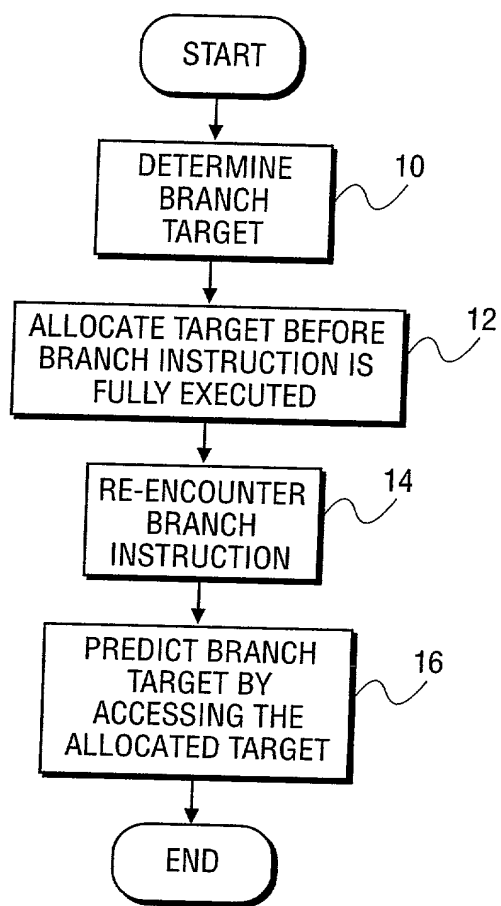 START
DETERMINE
BRANCH
TARGET
10
ALLOCATE TARGET BEFORE
BRANCH INSTRUCTION IS
FULLY EXECUTED
12
RE-ENCOUNTER
BRANCH
INSTRUCTION
14
PREDICT BRANCH
TARGET BY
ACCESSING THE
ALLOCATED TARGET
16
END